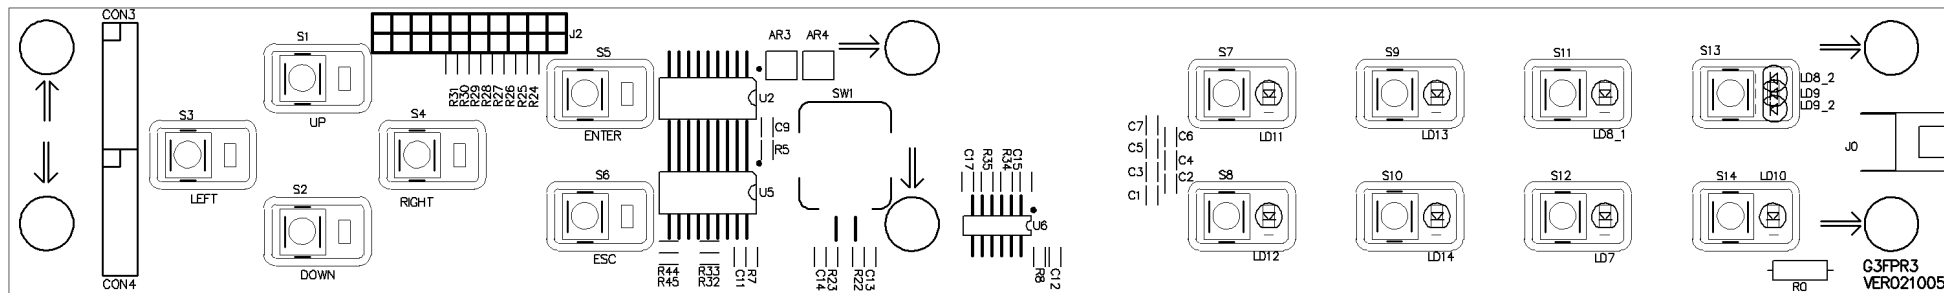 CON3
S1
UP
S3
LEFT
S4
RIGHT
S2
DOWN
CON4
J2
R31
R30
R29
R28
R27
R26
R25
R24
S5
ENTER
S6
ESC
AR3
AR4
U2
C9
R5
U5
R44
R45
R33
R32
C11
R7
SW1
C14
R23
R22
C13
C17
R35
R34
C15
U6
R8
C12
C7
C6
C5
C4
C3
C2
C1
S7
LD11
S9
LD13
S11
LD8_1
S13
LD8_2
LD9
LD9_2
S8
LD12
S10
LD14
S12
LD7
S14
LD10
J0
R0
G3FPR3
VER021005